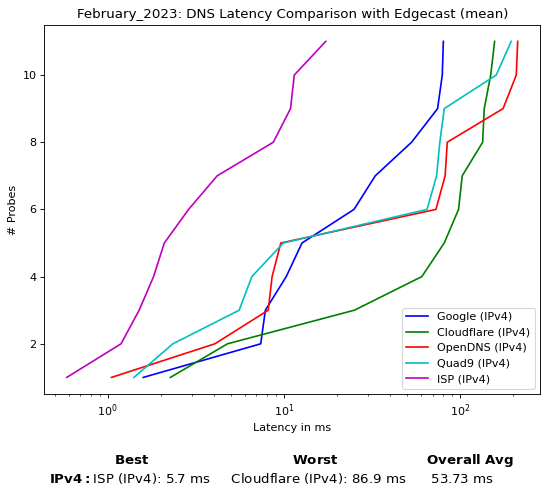 February_2023: DNS Latency Comparison with Edgecast (mean)
10
8
6
4
2
# Probes
Google (IPv4)
Cloudflare (IPv4)
OpenDNS (IPv4)
Quad9 (IPv4)
ISP (IPv4)
10⁰ 10¹ 10²
Latency in ms
Best Worst Overall Avg
IPv4: ISP (IPv4): 5.7 ms Cloudflare (IPv4): 86.9 ms 53.73 ms